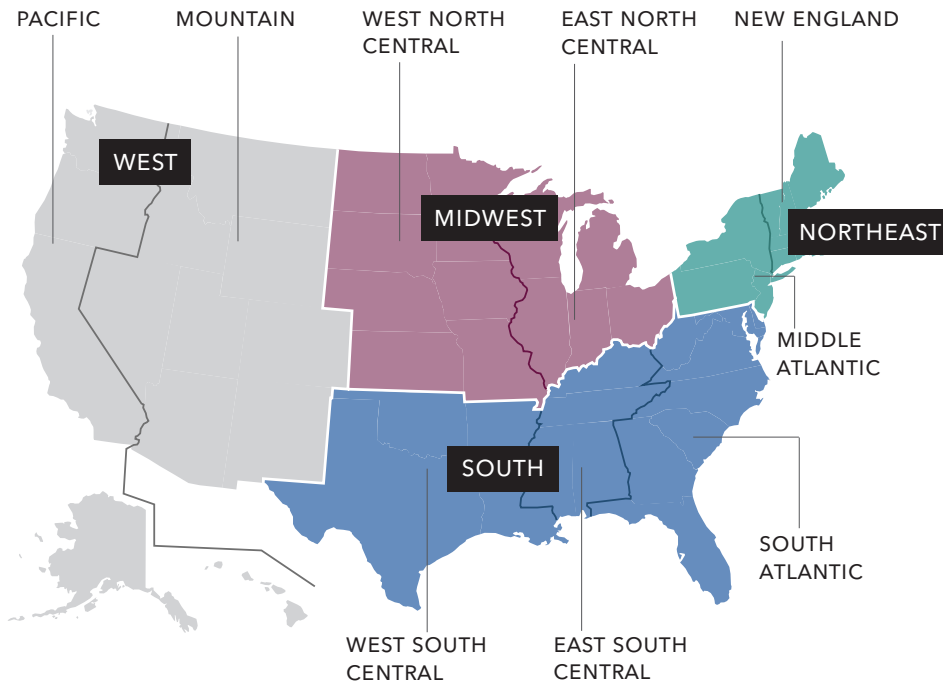 PACIFIC
MOUNTAIN
WEST NORTH
CENTRAL
EAST NORTH
CENTRAL
NEW ENGLAND
WEST
MIDWEST
NORTHEAST
MIDDLE
ATLANTIC
SOUTH
SOUTH
ATLANTIC
WEST SOUTH
CENTRAL
EAST SOUTH
CENTRAL